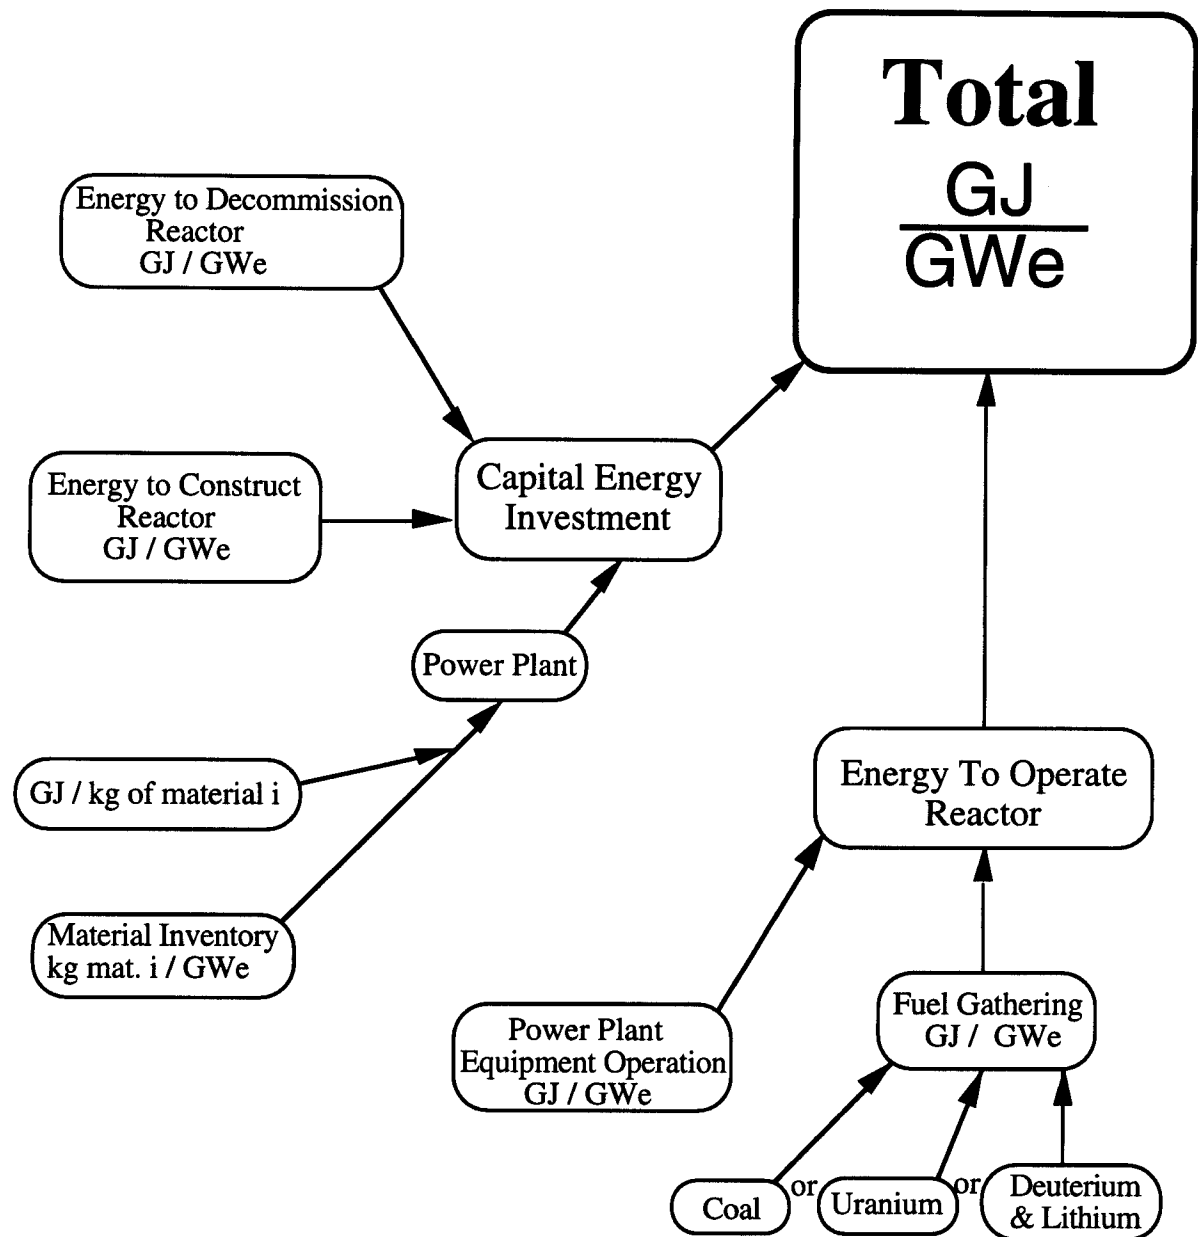 Total
GJ
GWe
Energy to Decommission
Reactor
GJ / GWe
Energy to Construct
Reactor
GJ / GWe
Capital Energy
Investment
Power Plant
GJ / kg of material i
Material Inventory
kg mat. i / GWe
Energy To Operate
Reactor
Power Plant
Equipment Operation
GJ / GWe
Fuel Gathering
GJ / GWe
Coal
or
Uranium
or
Deuterium
& Lithium